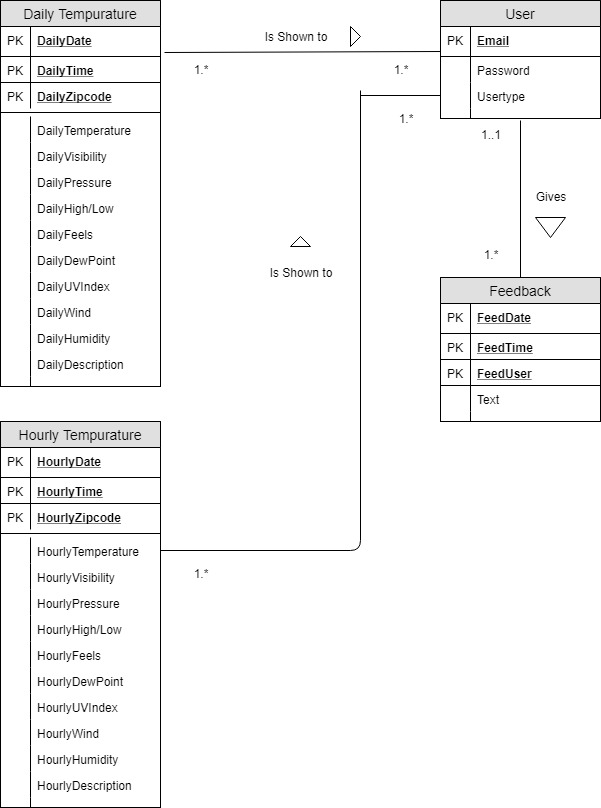 Daily Tempurature
PK DailyDate
PK DailyTime
PK DailyZipcode
DailyTemperature
DailyVisibility
DailyPressure
DailyHigh/Low
DailyFeels
DailyDewPoint
DailyUVIndex
DailyWind
DailyHumidity
DailyDescription
Is Shown to
1.*
1.*
User
PK Email
Password
Usertype
1.*
1..1
Gives
1.*
Is Shown to
Feedback
PK FeedDate
PK FeedTime
PK FeedUser
Text
Hourly Tempurature
PK HourlyDate
PK HourlyTime
PK HourlyZipcode
HourlyTemperature
HourlyVisibility
HourlyPressure
HourlyHigh/Low
HourlyFeels
HourlyDewPoint
HourlyUVIndex
HourlyWind
HourlyHumidity
HourlyDescription
1.*